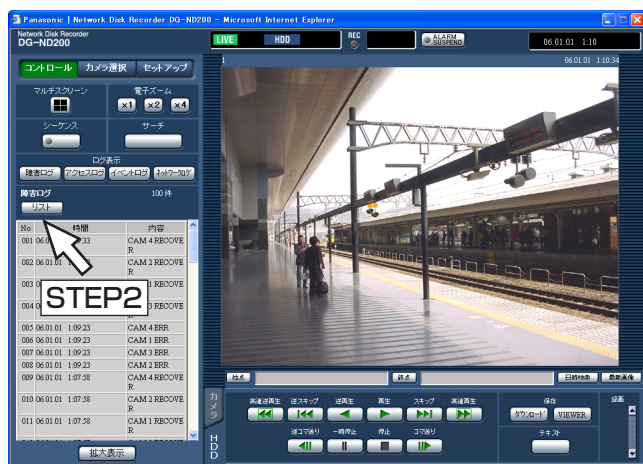 Panasonic | Network Disk Recorder DG-ND200 - Microsoft Internet Explorer
Network Disk Recorder
DG-ND200
LIVE
HDD
REC
ALARM
SUSPEND
06.01.01 1:10
コントロール
カメラ選択
セットアップ
1
06.01.01 1:10:34
マルチスクリーン
電子ズーム
x1
x2
x4
シーケンス
サーチ
ログ表示
障害ログ
アクセスログ
イベントログ
ネットワークログ
障害ログ
100 件
リスト
No
時間
内容
001 06.0 33 CAM 4 RECOVE
R
002 06.01.01 CAM 2 RECOVE
R
003 1 RECOVE
004 3 RECOVE
R
STEP2
005 06.01.01 1:09:23 CAM 4 ERR
006 06.01.01 1:09:23 CAM 1 ERR
007 06.01.01 1:09:23 CAM 3 ERR
008 06.01.01 1:09:23 CAM 2 ERR
009 06.01.01 1:07:58 CAM 4 RECOVE
R
010 06.01.01 1:07:58 CAM 2 RECOVE
R
011 06.01.01 1:07:58 CAM 1 RECOVE
R
拡大表示
始点
終点
日時検索
最新画像
カメラ
HDD
高速逆再生
逆スキップ
逆再生
再生
スキップ
高速再生
逆コマ送り
一時停止
停止
コマ送り
保存
ダウンロード
VIEWER
テキスト
録画